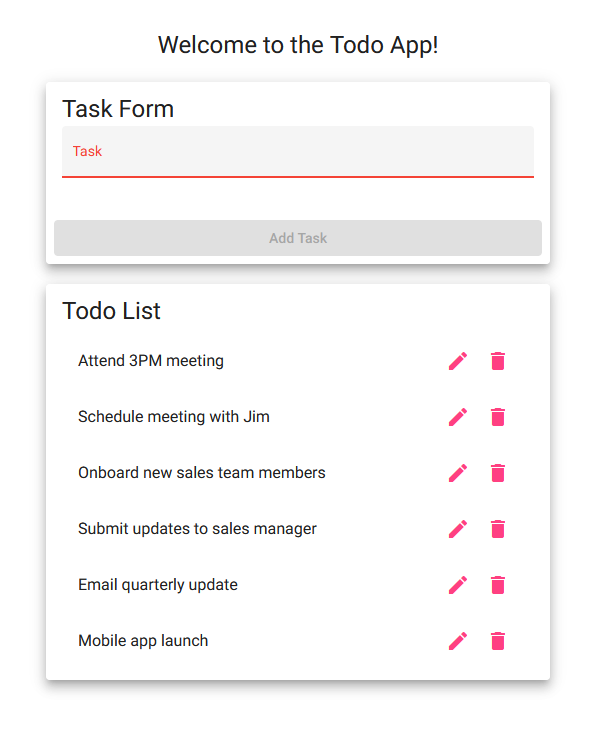 Welcome to the Todo App!
Task Form
Task
Add Task
Todo List
Attend 3PM meeting
Schedule meeting with Jim
Onboard new sales team members
Submit updates to sales manager
Email quarterly update
Mobile app launch